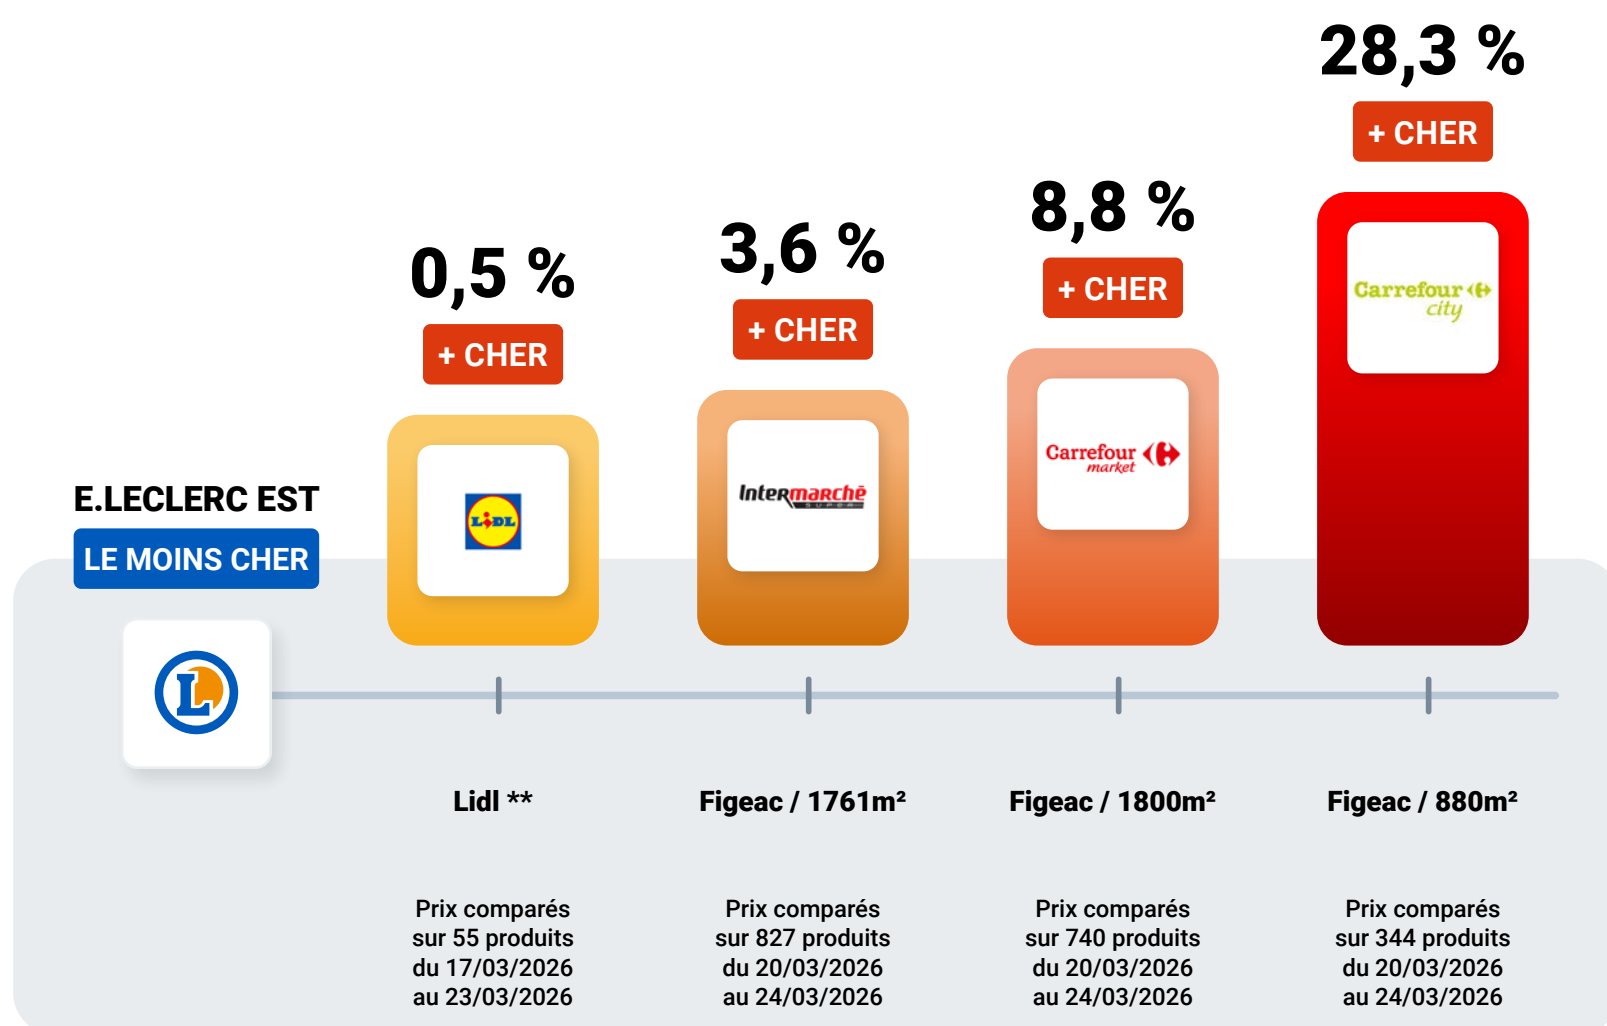 28,3 %
+ CHER
8,8 %
+ CHER
3,6 %
+ CHER
0,5 %
+ CHER
Carrefour
city
Carrefour
market
Intermarchē
SUPER
LIDL
E.LECLERC EST
LE MOINS CHER
L
Lidl **
Figeac / 1761m²
Figeac / 1800m²
Figeac / 880m²
Prix comparés
sur 55 produits
du 17/03/2026
au 23/03/2026
Prix comparés
sur 827 produits
du 20/03/2026
au 24/03/2026
Prix comparés
sur 740 produits
du 20/03/2026
au 24/03/2026
Prix comparés
sur 344 produits
du 20/03/2026
au 24/03/2026